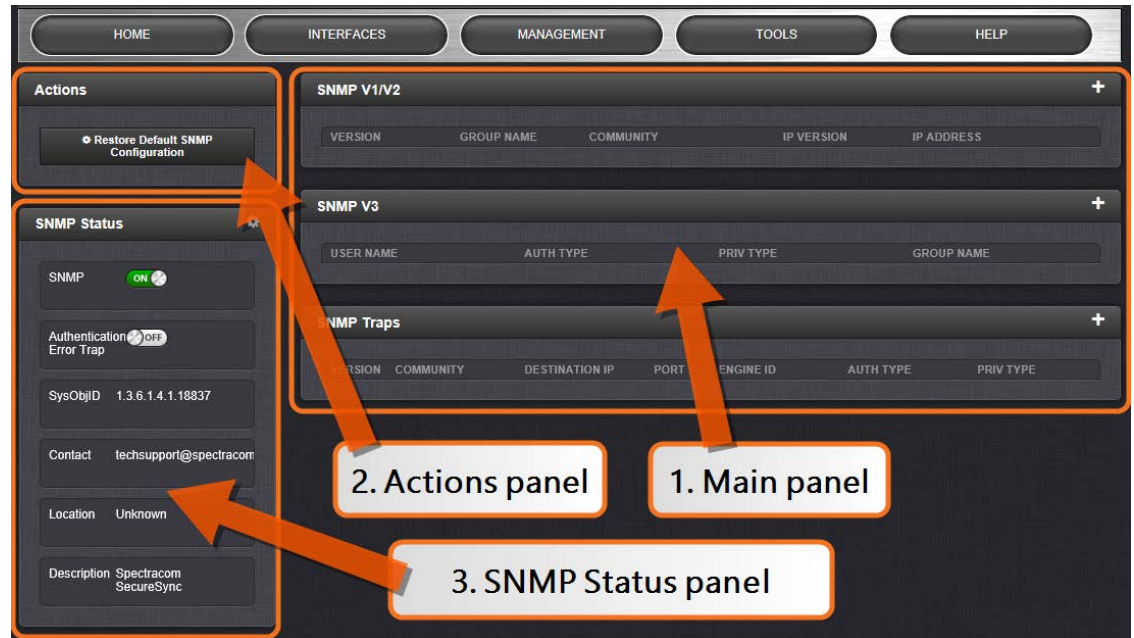 HOME INTERFACES MANAGEMENT TOOLS HELP
Actions
Restore Default SNMP
Configuration
SNMP Status
SNMP ON
Authentication OFF
Error Trap
SysObjID 1.3.6.1.4.1.18837
Contact techsupport@spectracom
Location Unknown
Description Spectracom
SecureSync
SNMP V1/V2 +
VERSION GROUP NAME COMMUNITY IP VERSION IP ADDRESS
SNMP V3 +
USER NAME AUTH TYPE PRIV TYPE GROUP NAME
SNMP Traps +
VERSION COMMUNITY DESTINATION IP PORT ENGINE ID AUTH TYPE PRIV TYPE
2. Actions panel
1. Main panel
3. SNMP Status panel